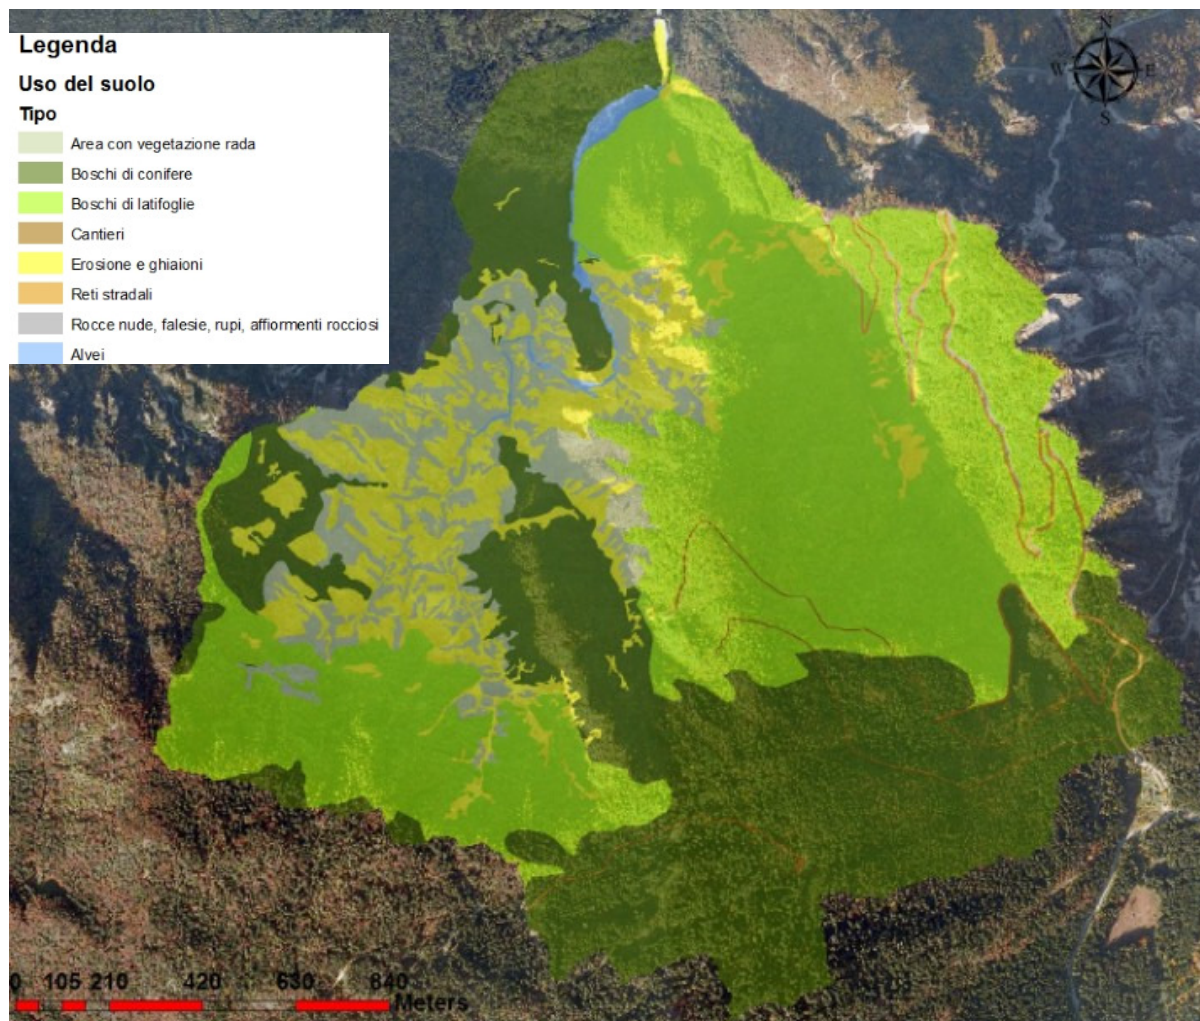 Legenda
Uso del suolo
Tipo
Area con vegetazione rada
Boschi di conifere
Boschi di latifoglie
Cantieri
Erosione e ghiaioni
Reti stradali
Rocce nude, falesie, rupi, affiormenti rocciosi
Alvei
N
W E
S
0 105 210 420 630 840
Meters